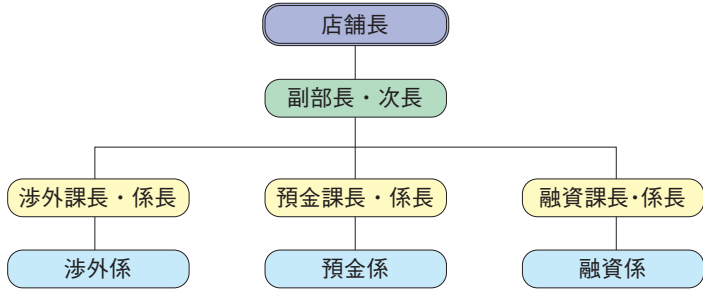 店舗長
副部長・次長
渉外課長・係長
預金課長・係長
融資課長・係長
渉外係
預金係
融資係